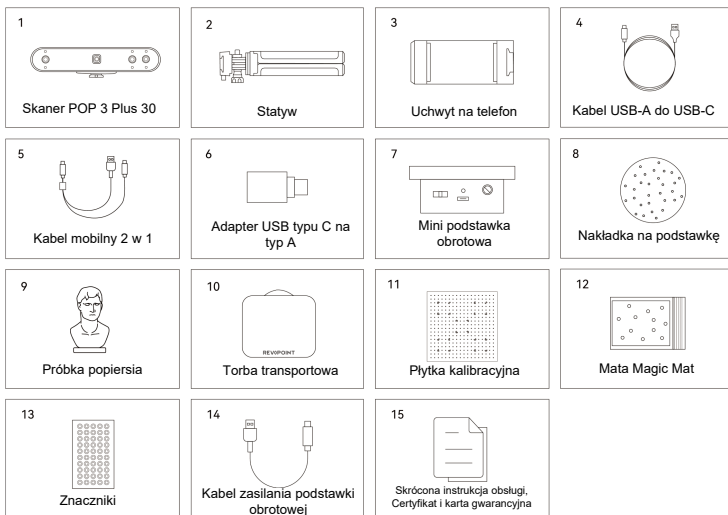 1
Skaner POP 3 Plus 30
2
Statyw
3
Uchwyt na telefon
4
Kabel USB-A do USB-C
5
Kabel mobilny 2 w 1
6
Adapter USB typu C na
typ A
7
Mini podstawka
obrotowa
8
Nakładka na podstawkę
9
Próbka popiersia
10
REVOPOINT
Torba transportowa
11
Płytka kalibracyjna
12
Mata Magic Mat
13
Znaczniki
14
Kabel zasilania podstawki
obrotowej
15
Skrócona instrukcja obsługi,
Certyfikat i karta gwarancyjna